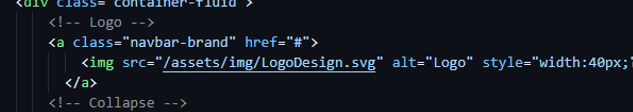 <div class="container-fluid">
<!-- Logo -->
<a class="navbar-brand" href="#">
<img src="/assets/img/LogoDesign.svg" alt="Logo" style="width:40px;"
</a>
<!-- Collapse -->